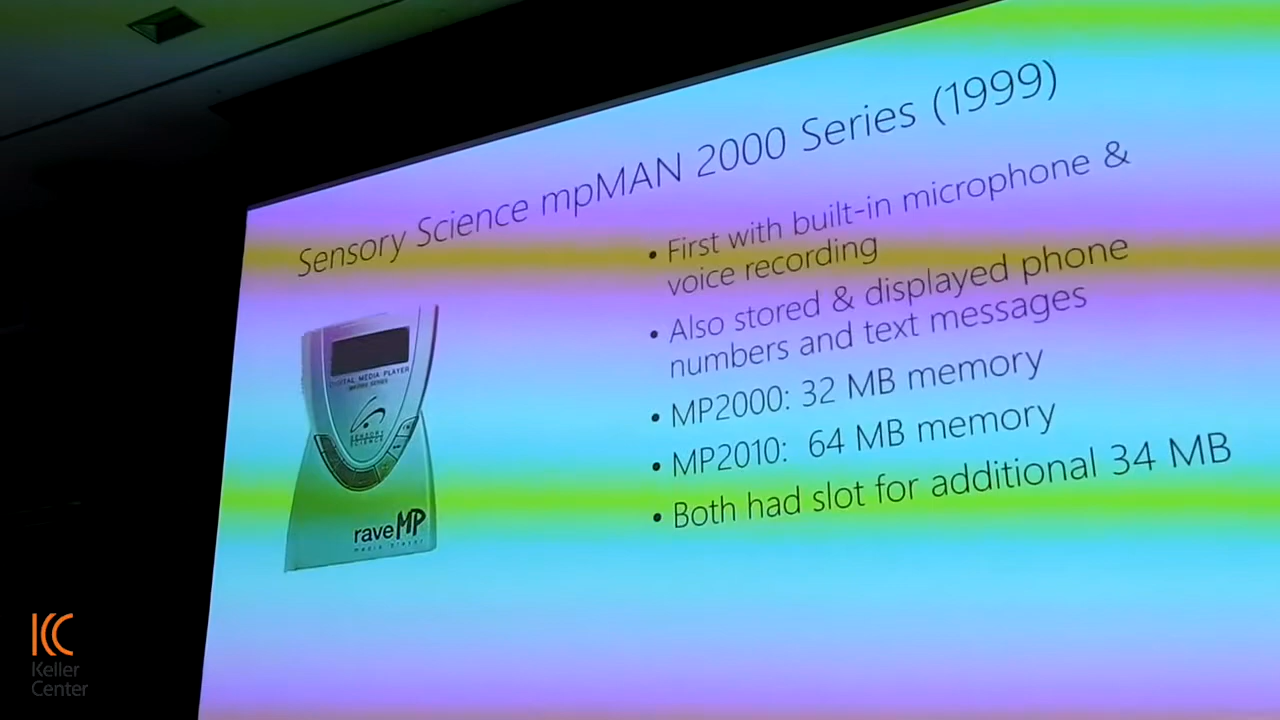 Sensory Science mpMAN 2000 Series (1999)
• First with built-in microphone &
voice recording
• Also stored & displayed phone
numbers and text messages
• MP2000: 32 MB memory
• MP2010: 64 MB memory
• Both had slot for additional 34 MB
DIGITAL MEDIA PLAYER
SENSORY
SCIENCE
raveMP
media player
KC
Keller
Center